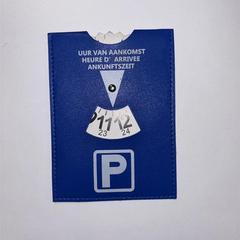 UUR VAN AANKOMST
HEURE D' ARRIVEE
ANKUNFTSZEIT
11 12
23 24
P